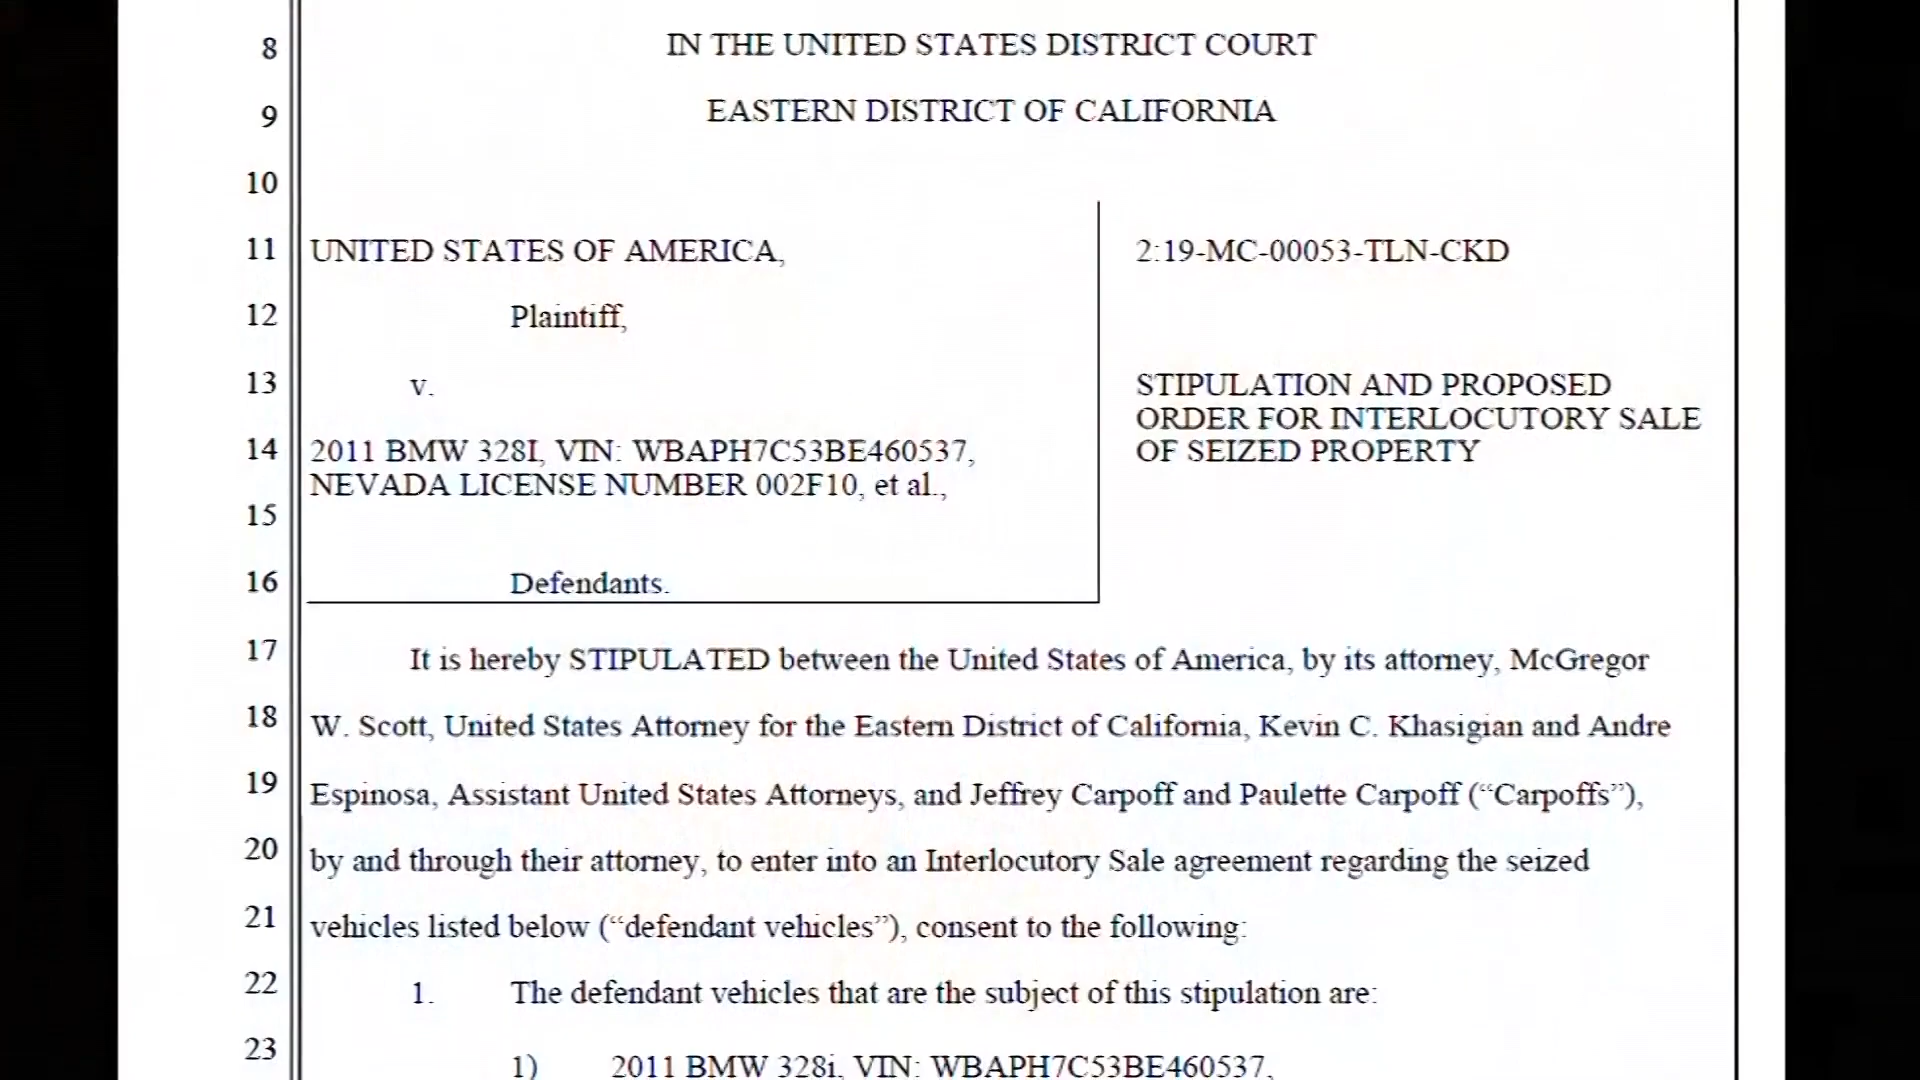 8 IN THE UNITED STATES DISTRICT COURT
9 EASTERN DISTRICT OF CALIFORNIA
10
11 UNITED STATES OF AMERICA, 2:19-MC-00053-TLN-CKD
12 Plaintiff,
13 v. STIPULATION AND PROPOSED
ORDER FOR INTERLOCUTORY SALE
14 2011 BMW 328I, VIN: WBAPH7C53BE460537, OF SEIZED PROPERTY
NEVADA LICENSE NUMBER 002F10, et al.,
15
16 Defendants.
17 It is hereby STIPULATED between the United States of America, by its attorney, McGregor
18 W. Scott, United States Attorney for the Eastern District of California, Kevin C. Khasigian and Andre
19 Espinosa, Assistant United States Attorneys, and Jeffrey Carpoff and Paulette Carpoff (“Carpoffs”),
20 by and through their attorney, to enter into an Interlocutory Sale agreement regarding the seized
21 vehicles listed below (“defendant vehicles”), consent to the following:
22 1. The defendant vehicles that are the subject of this stipulation are:
23 1) 2011 BMW 328i, VIN: WBAPH7C53BE460537,